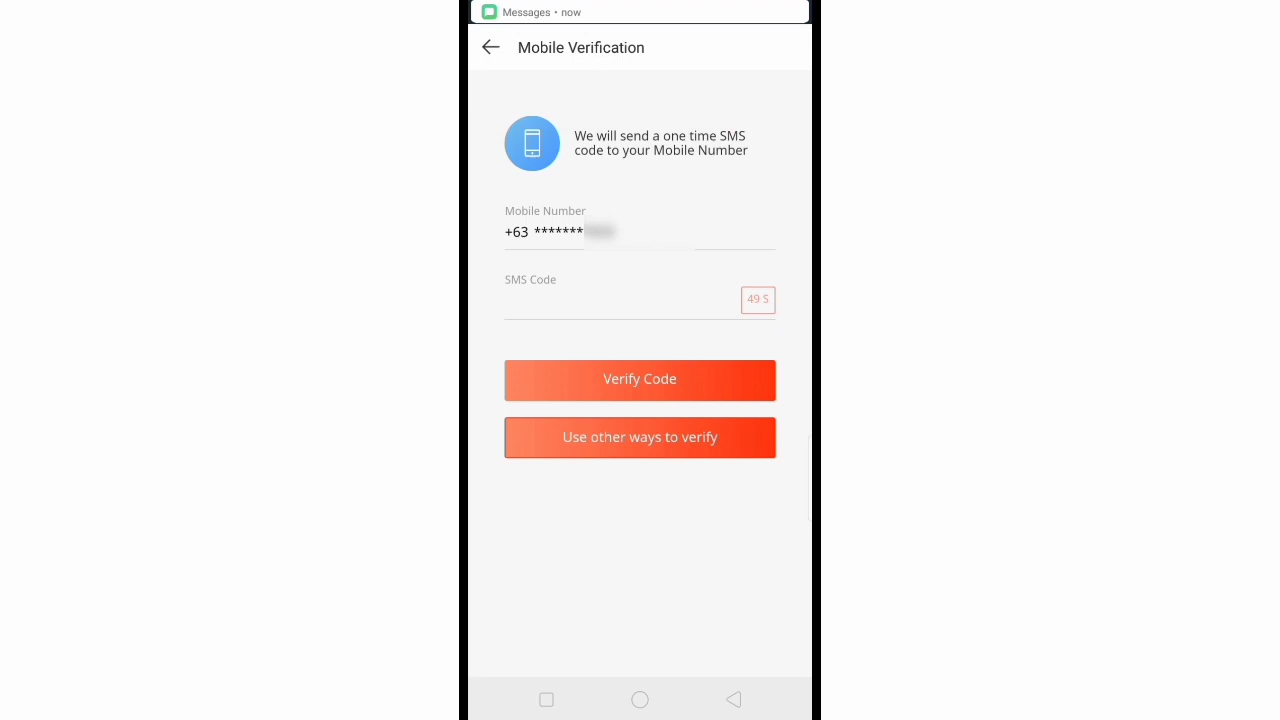 Messages • now
Mobile Verification
We will send a one time SMS
code to your Mobile Number
Mobile Number
+63 *******
SMS Code
49 S
Verify Code
Use other ways to verify